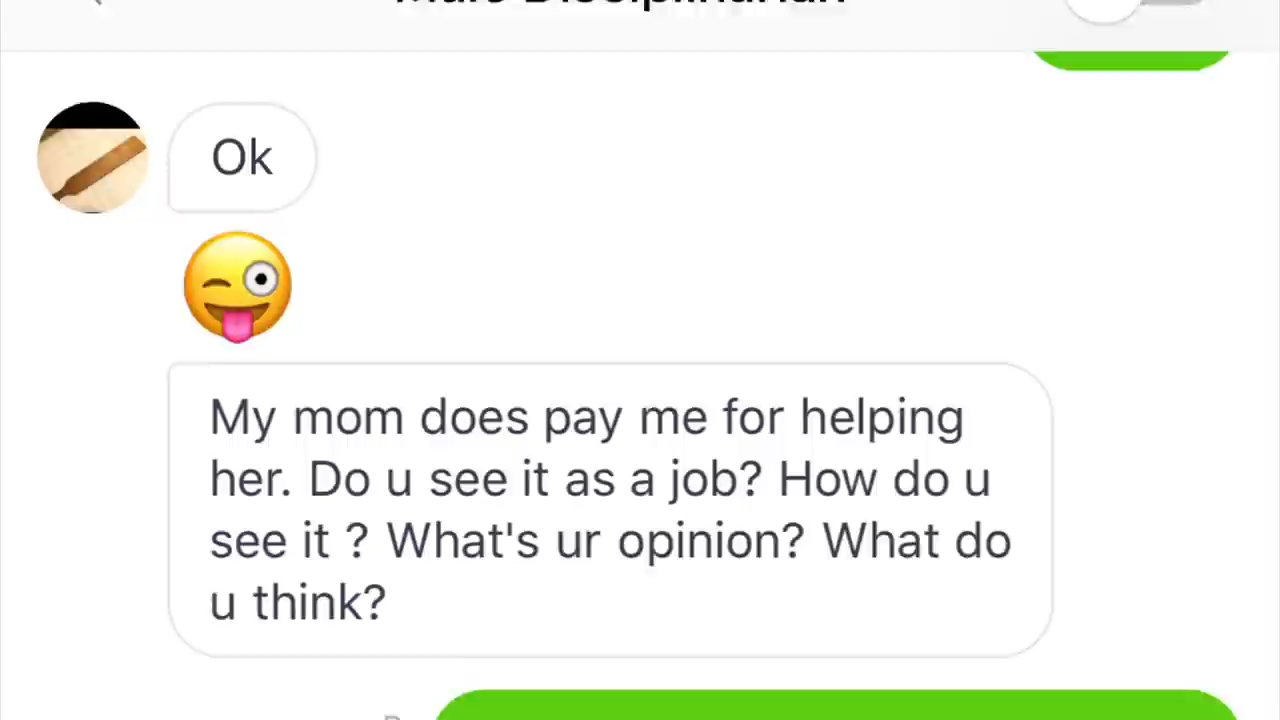 Ok
My mom does pay me for helping
her. Do u see it as a job? How do u
see it ? What's ur opinion? What do
u think?